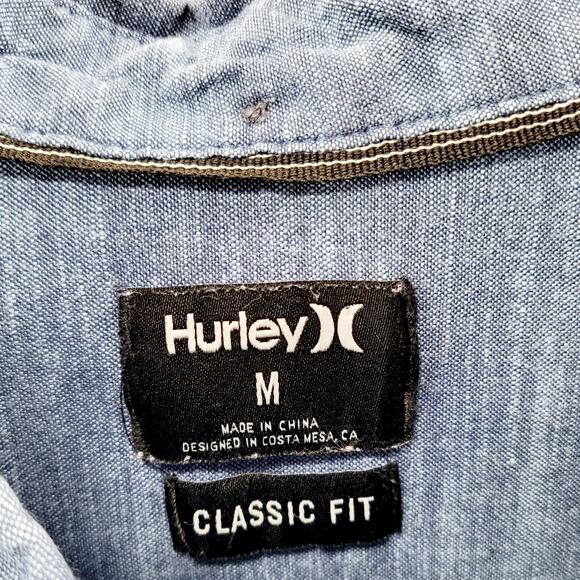 Hurley
M
MADE IN CHINA
DESIGNED IN COSTA MESA, CA
CLASSIC FIT